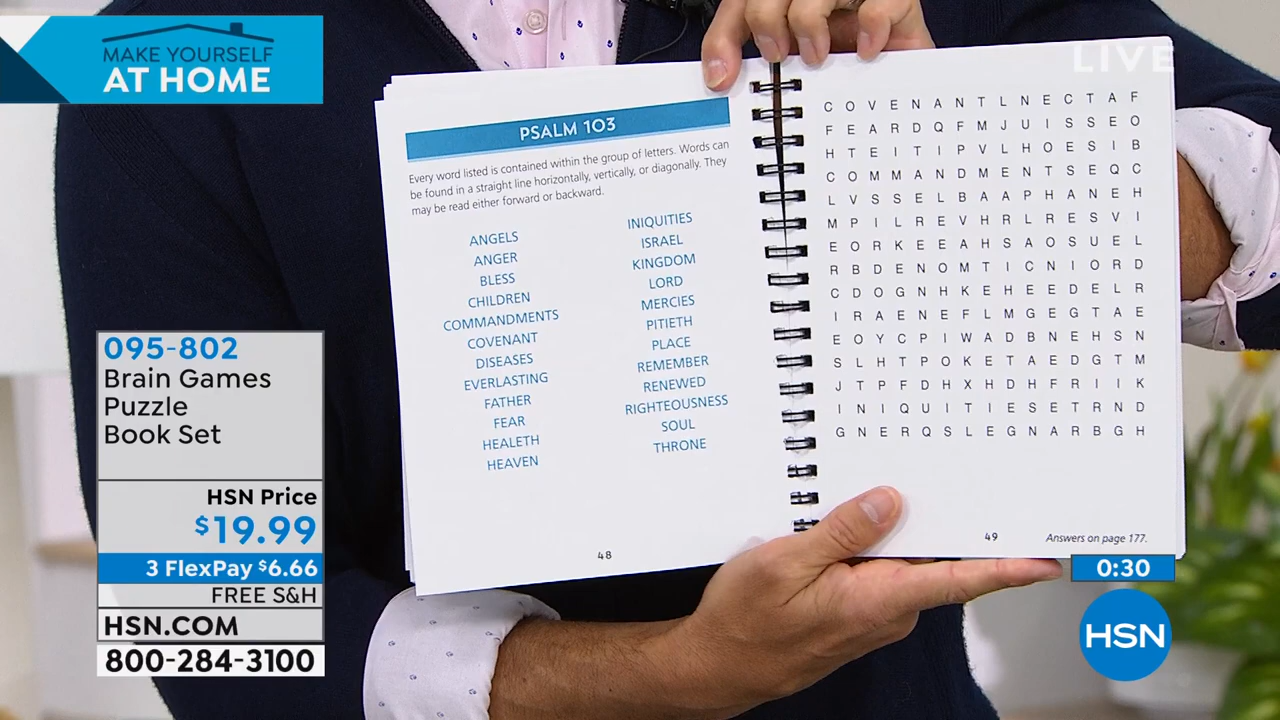 MAKE YOURSELF
AT HOME
LIVE
PSALM 103
Every word listed is contained within the group of letters. Words can
be found in a straight line horizontally, vertically, or diagonally. They
may be read either forward or backward.
ANGELS
ANGER
BLESS
CHILDREN
COMMANDMENTS
COVENANT
DISEASES
EVERLASTING
FATHER
FEAR
HEALETH
HEAVEN
INIQUITIES
ISRAEL
KINGDOM
LORD
MERCIES
PITIETH
PLACE
REMEMBER
RENEWED
RIGHTEOUSNESS
SOUL
THRONE
48
C O V E N A N T L N E C T A F
F E A R D Q F M J U I S S E O
H T E I T I P V L H O E S I B
C O M M A N D M E N T S E Q C
L V S S E L B A A P H A N E H
M P I L R E V H R L R E S V I
E O R K E E A H S A O S U E L
R B D E N O M T I C N I O R D
C D O G N H K E H E E D E L R
I R A E N E F L M G E G T A E
E O Y C P I W A D B N E H S N
S L H T P O K E T A E D G T M
J T P F D H X H D H F R I I K
I N I Q U I T I E S E T R N D
G N E R Q S L E G N A R B G H
49
Answers on page 177.
095-802
Brain Games
Puzzle
Book Set
HSN Price
$19.99
3 FlexPay $6.66
FREE S&H
HSN.COM
800-284-3100
0:30
HSN